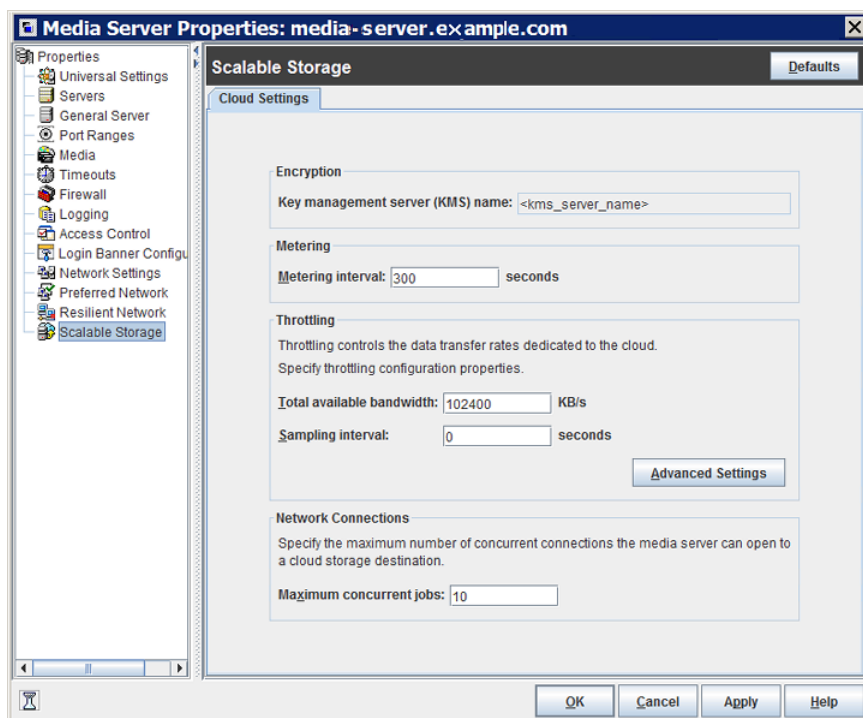 Media Server Properties: media-server.example.com
Properties
Universal Settings
Servers
General Server
Port Ranges
Media
Timeouts
Firewall
Logging
Access Control
Login Banner Configu
Network Settings
Preferred Network
Resilient Network
Scalable Storage
Scalable Storage
Defaults
Cloud Settings
Encryption
Key management server (KMS) name: <kms_server_name>
Metering
Metering interval: 300 seconds
Throttling
Throttling controls the data transfer rates dedicated to the cloud.
Specify throttling configuration properties.
Total available bandwidth: 102400 KB/s
Sampling interval: 0 seconds
Advanced Settings
Network Connections
Specify the maximum number of concurrent connections the media server can open to
a cloud storage destination.
Maximum concurrent jobs: 10
OK Cancel Apply Help